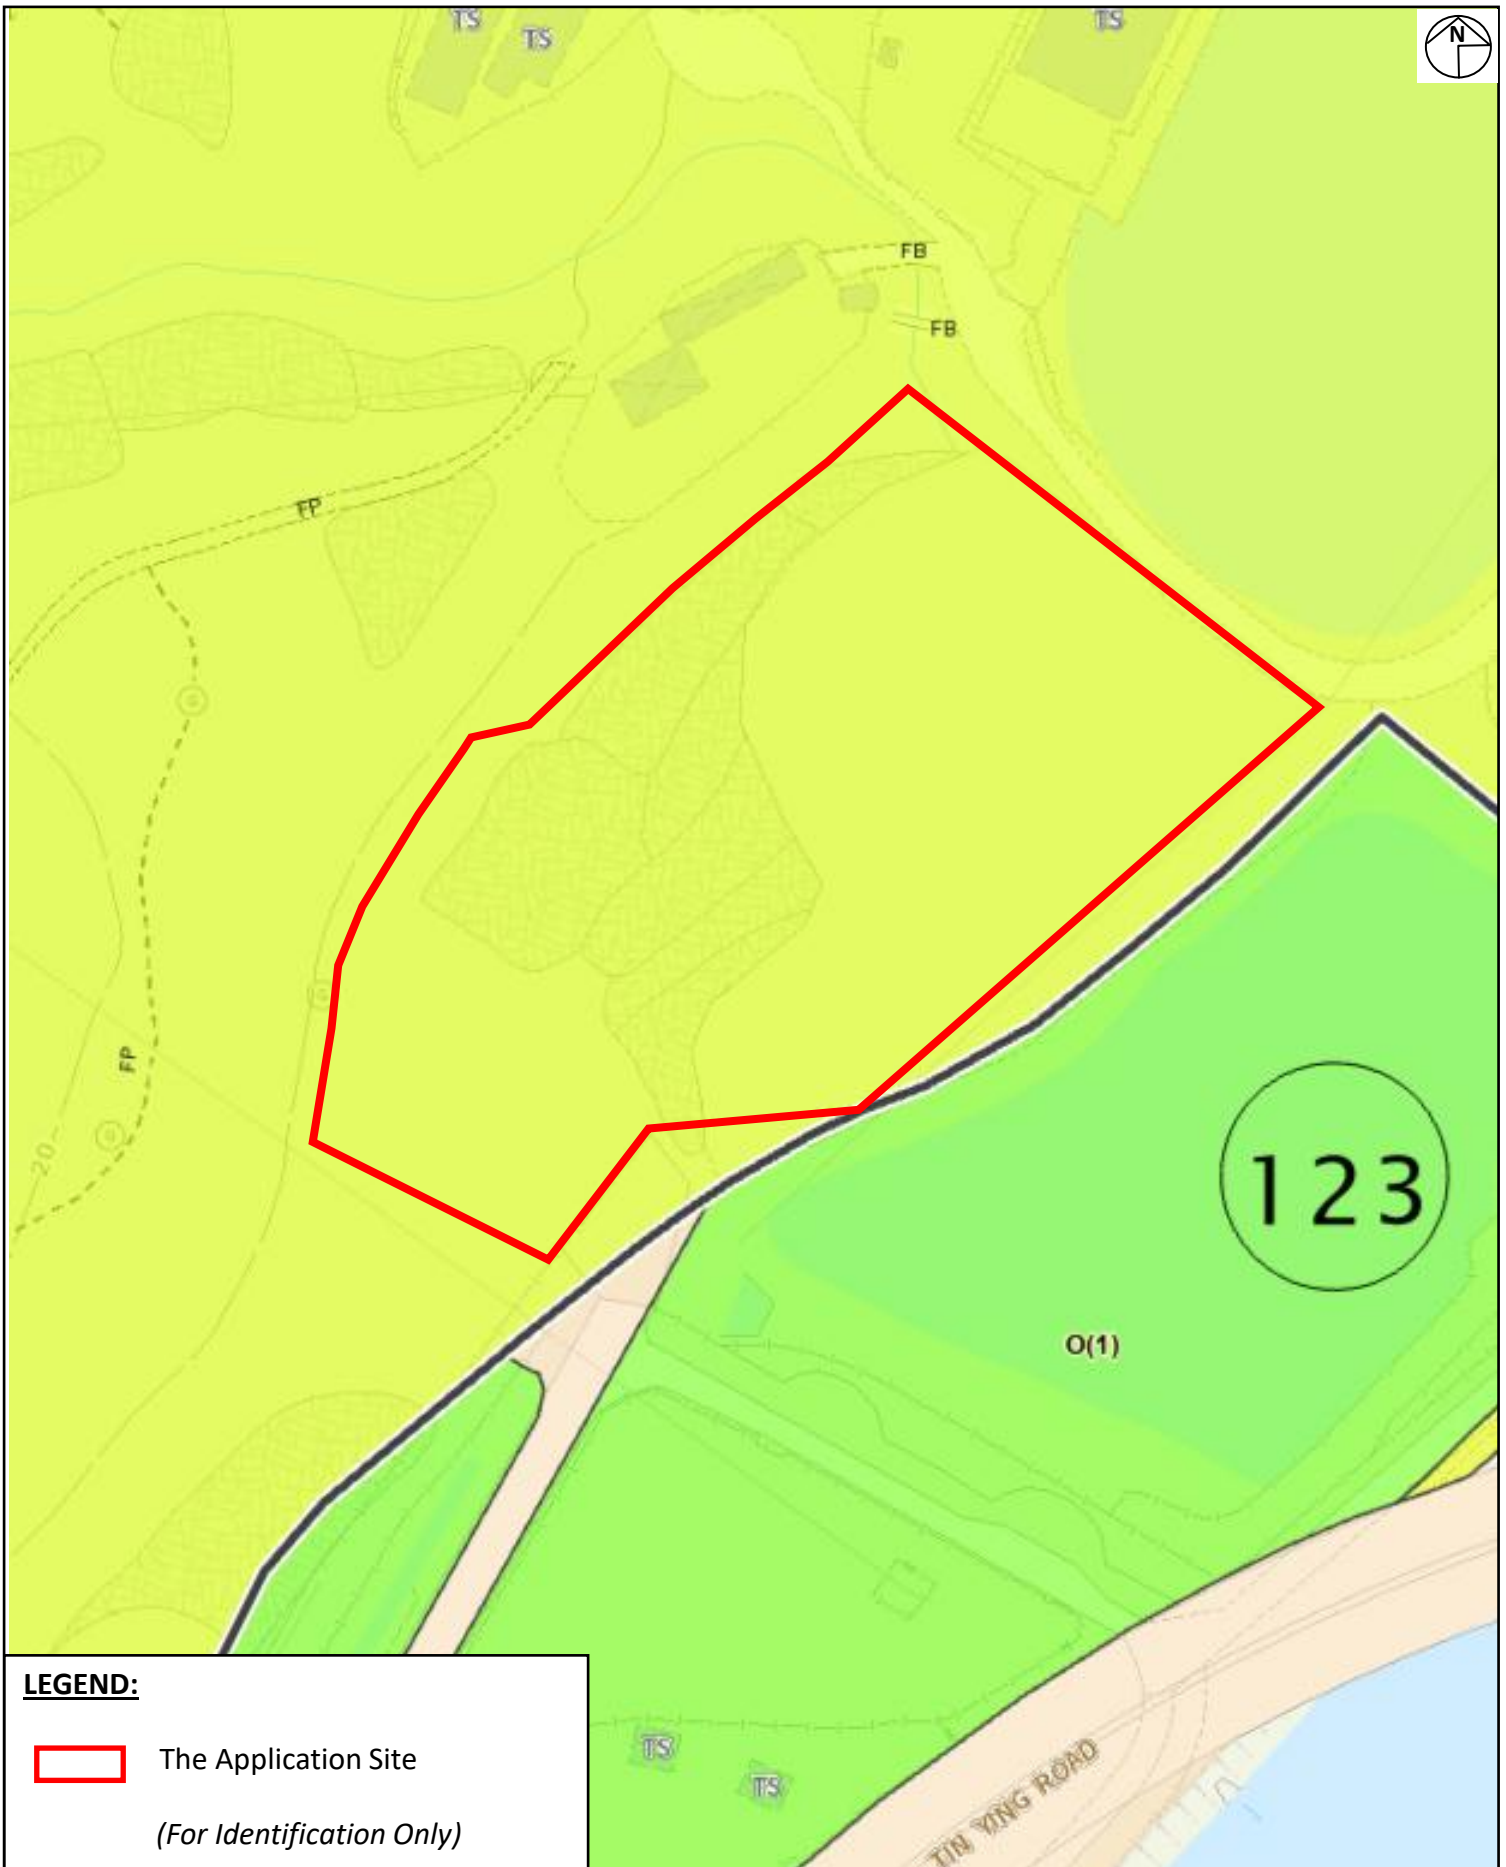 TS
TS
TS
N
FB
FB
FP
FP
20
123
O(1)
TS
TS
TIN YING ROAD
LEGEND:
The Application Site
(For Identification Only)